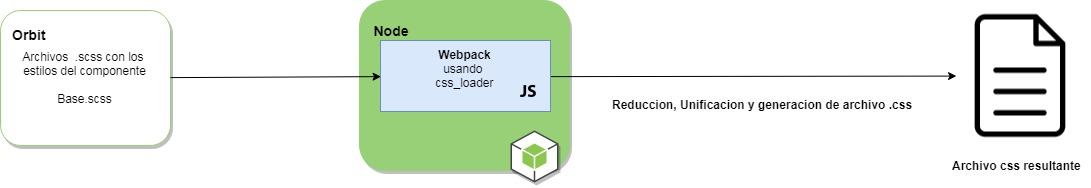 Orbit
Archivos .scss con los
estilos del componente
Base.scss
Node
Webpack
usando
css_loader
JS
Reduccion, Unificacion y generacion de archivo .css
Archivo css resultante